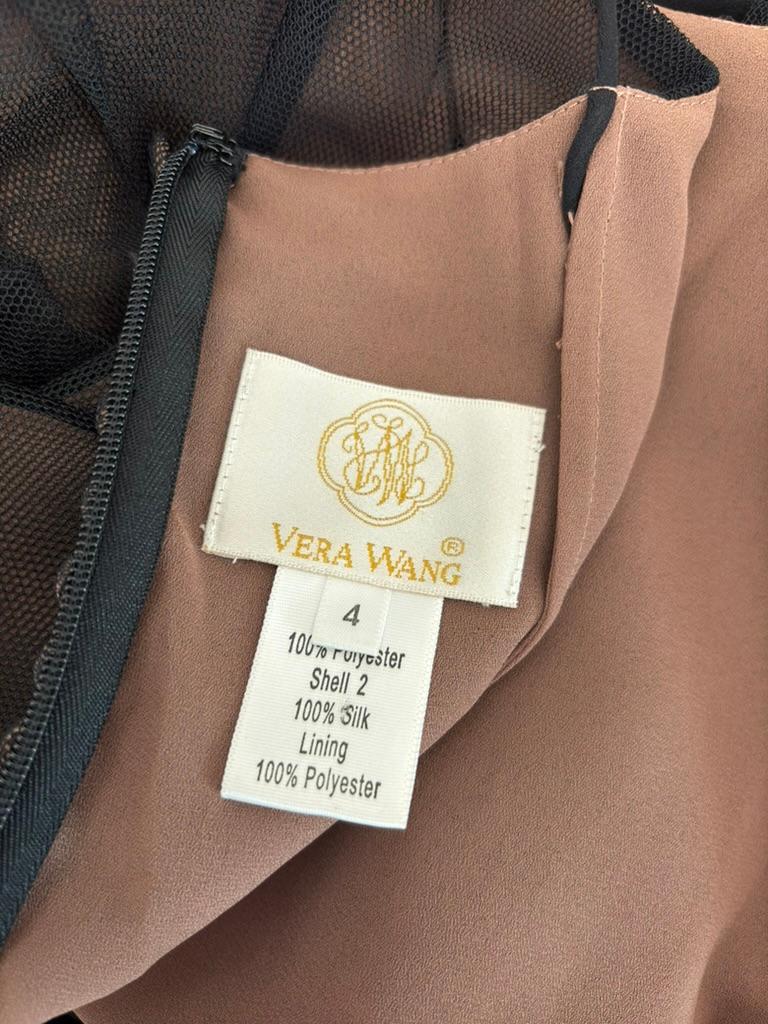 VERA WANG ®
4
100% Polyester
Shell 2
100% Silk
Lining
100% Polyester